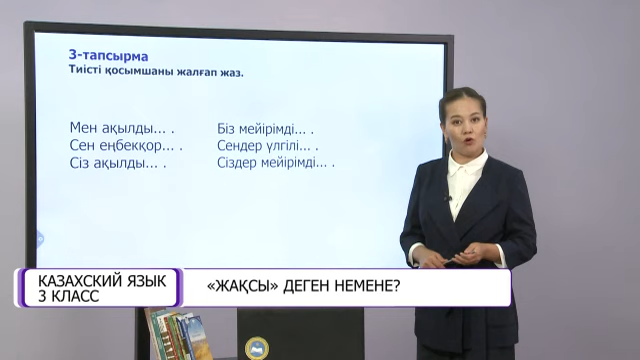 3-тапсырма
Тиісті қосымшаны жалғап жаз.
Мен ақылды... .
Сен еңбекқор... .
Сіз ақылды... .
Біз мейірімді... .
Сендер үлгілі... .
Сіздер мейірімді... .
КАЗАХСКИЙ ЯЗЫК
3 КЛАСС
«ЖАҚСЫ» ДЕГЕН НЕМЕНЕ?